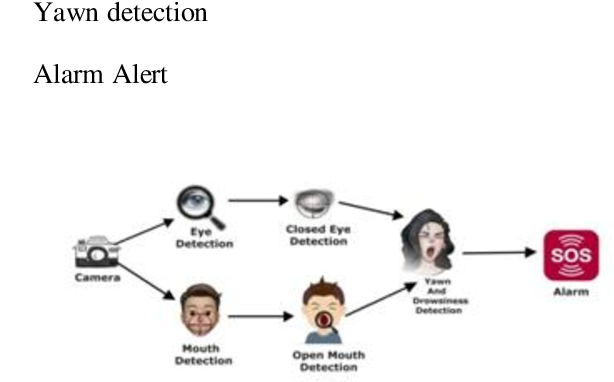 Yawn detection
Alarm Alert
Eye
Detection
Closed Eye
Detection
Camera
Yawn
And
Drowsiness
Detection
SOS
Alarm
Mouth
Detection
Open Mouth
Detection